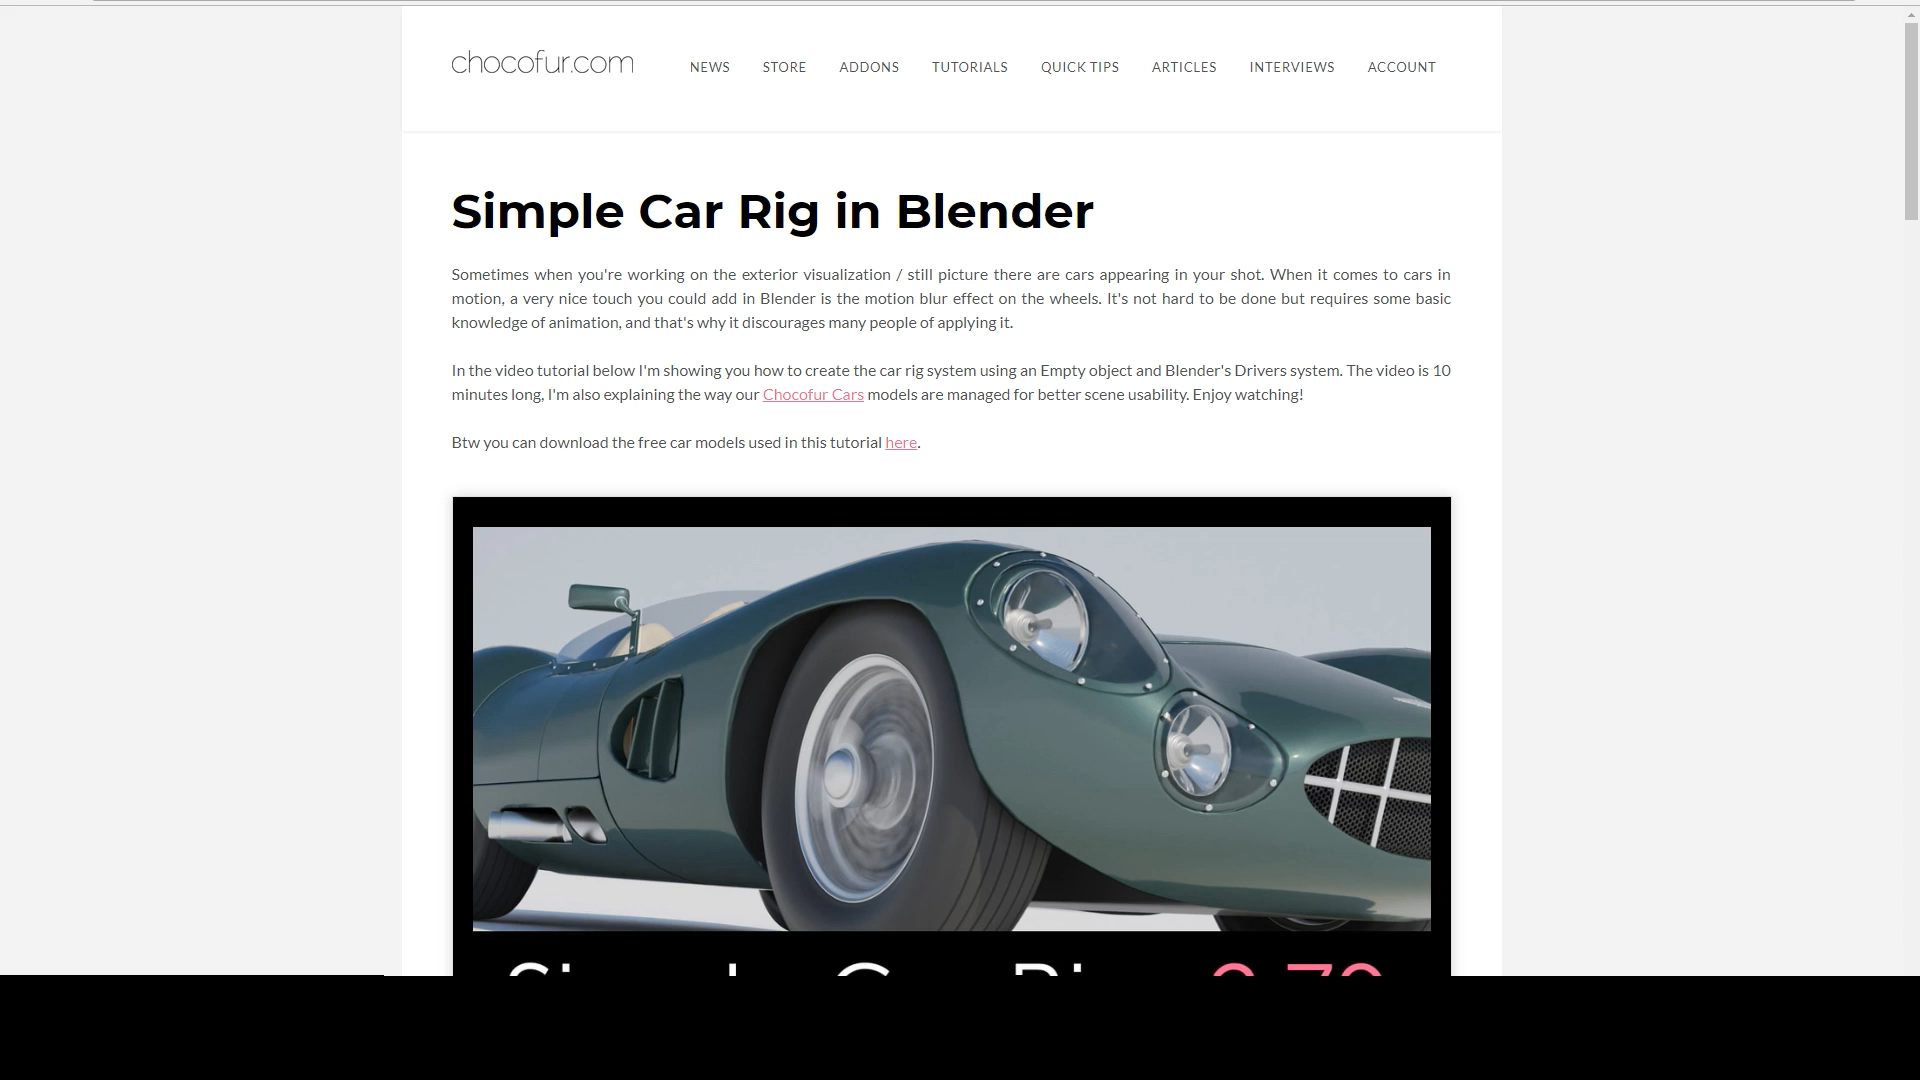 chocofur.com
NEWS STORE ADDONS TUTORIALS QUICK TIPS ARTICLES INTERVIEWS ACCOUNT
Simple Car Rig in Blender
Sometimes when you're working on the exterior visualization / still picture there are cars appearing in your shot. When it comes to cars in
motion, a very nice touch you could add in Blender is the motion blur effect on the wheels. It's not hard to be done but requires some basic
knowledge of animation, and that's why it discourages many people of applying it.
In the video tutorial below I'm showing you how to create the car rig system using an Empty object and Blender's Drivers system. The video is 10
minutes long, I'm also explaining the way our Chocofur Cars models are managed for better scene usability. Enjoy watching!
Btw you can download the free car models used in this tutorial here.